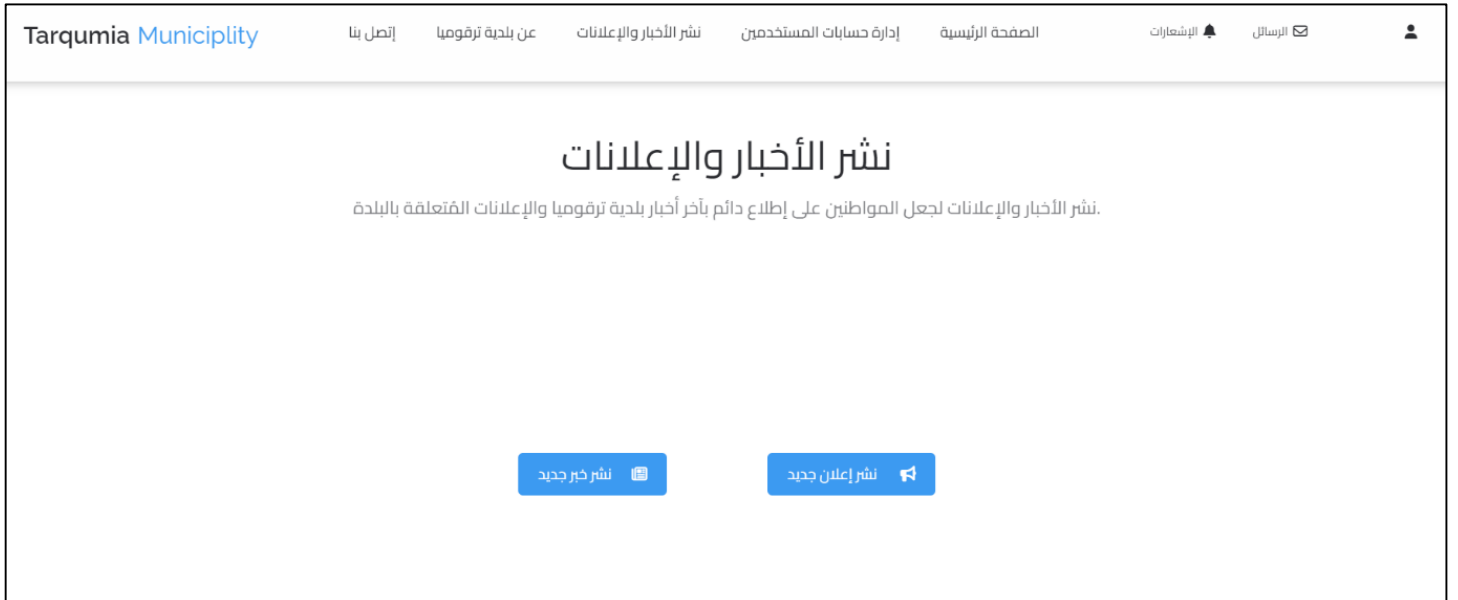 Tarqumia Municiplity
الصفحة الرئيسية
إدارة حسابات المستخدمين
نشر الأخبار والإعلانات
عن بلدية ترقوميا
إتصل بنا
الرسائل
الإشعارات
نشر الأخبار والإعلانات
.نشر الأخبار والإعلانات لجعل المواطنين على إطلاع دائم بآخر أخبار بلدية ترقوميا والإعلانات المُتعلقة بالبلدة
نشر إعلان جديد
نشر خبر جديد